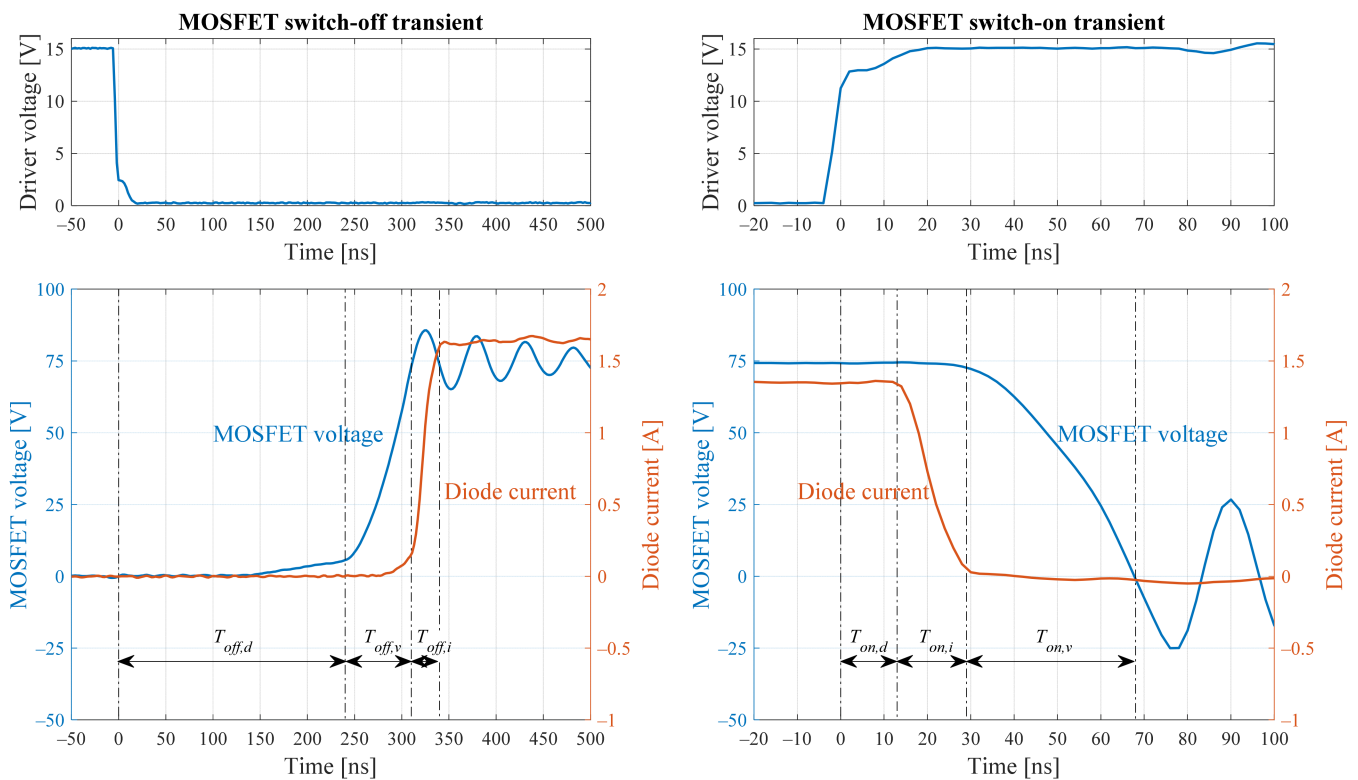 MOSFET switch-off transient
Driver voltage [V]
15
10
5
0
–50 0 50 100 150 200 250 300 350 400 450 500
Time [ns]
MOSFET switch-on transient
Driver voltage [V]
15
10
5
0
–20 –10 0 10 20 30 40 50 60 70 80 90 100
Time [ns]
MOSFET voltage [V]
100
75
50
25
0
–25
–50
MOSFET voltage
Diode current
T off,d
T off,v
T off,i
2
1.5
1
0.5
0
–0.5
–1
Diode current [A]
–50 0 50 100 150 200 250 300 350 400 450 500
Time [ns]
MOSFET voltage [V]
100
75
50
25
0
–25
–50
MOSFET voltage
Diode current
T on,d
T on,i
T on,v
2
1.5
1
0.5
0
–0.5
–1
Diode current [A]
–20 –10 0 10 20 30 40 50 60 70 80 90 100
Time [ns]